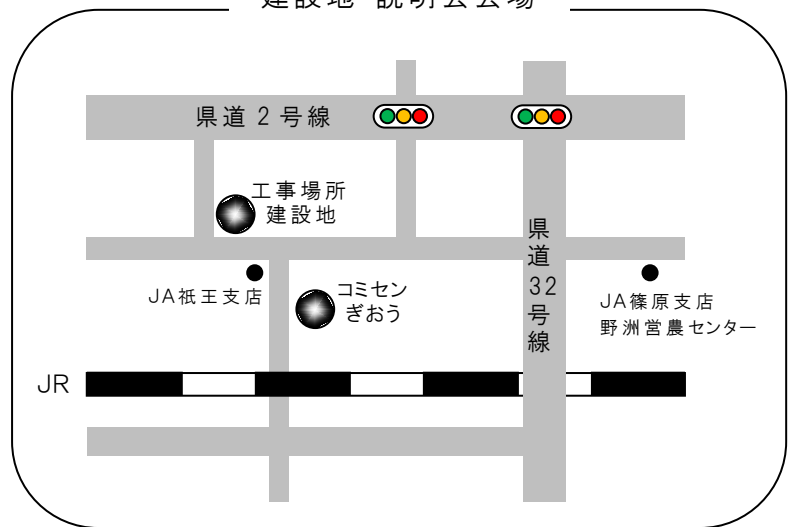 建設地 説明会会場
県道２号線
工事場所
建設地
県道32号線
JA祇王支店
コミセン
ぎおう
JA篠原支店
野洲営農センター
JR